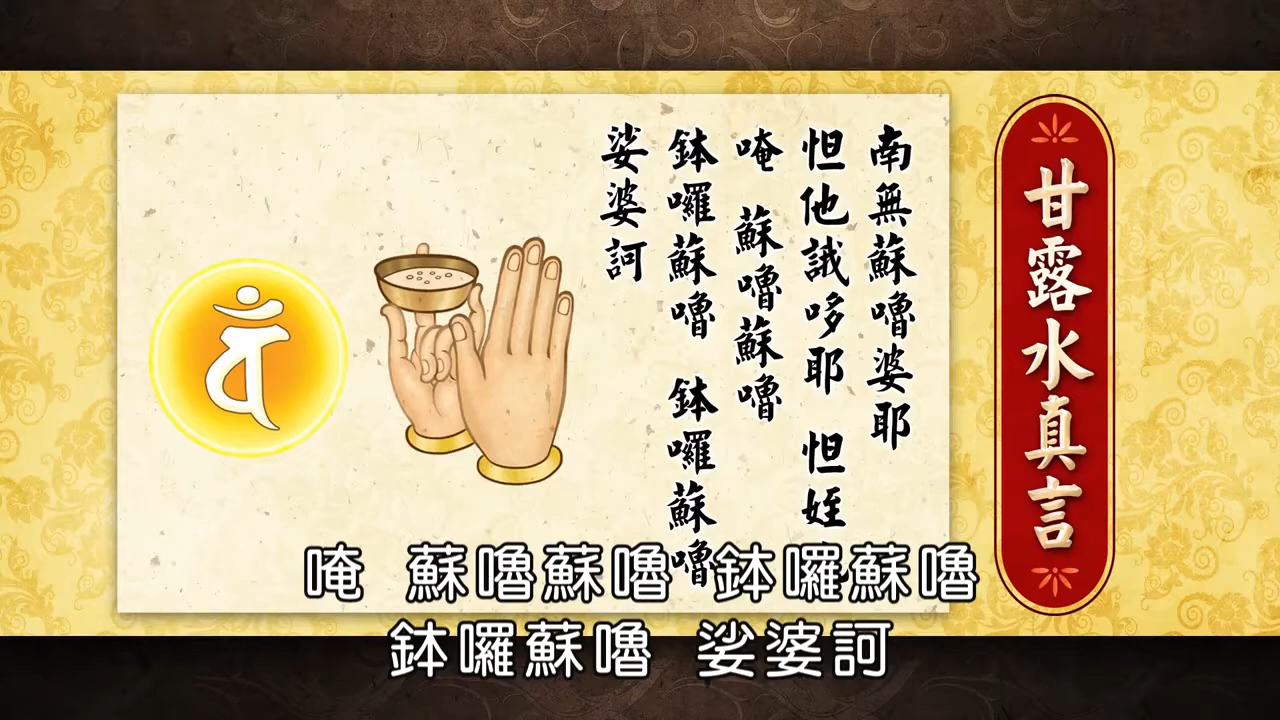 甘露水真言
南無蘇嚕婆耶
怛他誐哆耶 怛姪
唵 蘇嚕蘇嚕
鉢囉蘇嚕 鉢囉蘇嚕
娑婆訶
唵 蘇嚕蘇嚕 鉢囉蘇嚕
鉢囉蘇嚕 娑婆訶